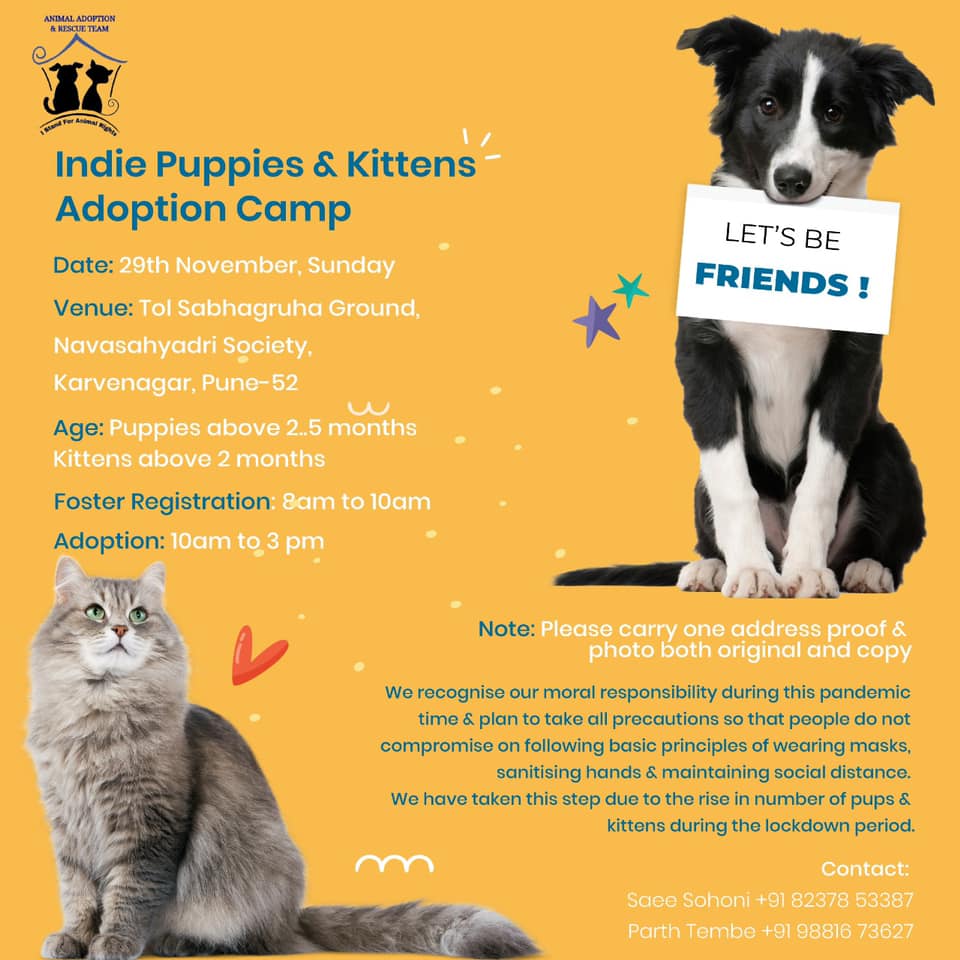 ANIMAL ADOPTION
& RESCUE TEAM
I Stand For Animal Rights
Indie Puppies & Kittens
Adoption Camp
Date: 29th November, Sunday
Venue: Tol Sabhagruha Ground,
Navasahyadri Society,
Karvenagar, Pune-52
Age: Puppies above 2..5 months
Kittens above 2 months
Foster Registration: 8am to 10am
Adoption: 10am to 3 pm
LET'S BE
FRIENDS !
Note: Please carry one address proof &
photo both original and copy
We recognise our moral responsibility during this pandemic
time & plan to take all precautions so that people do not
compromise on following basic principles of wearing masks,
sanitising hands & maintaining social distance.
We have taken this step due to the rise in number of pups &
kittens during the lockdown period.
Contact:
Saee Sohoni +91 82378 53387
Parth Tembe +91 98816 73627